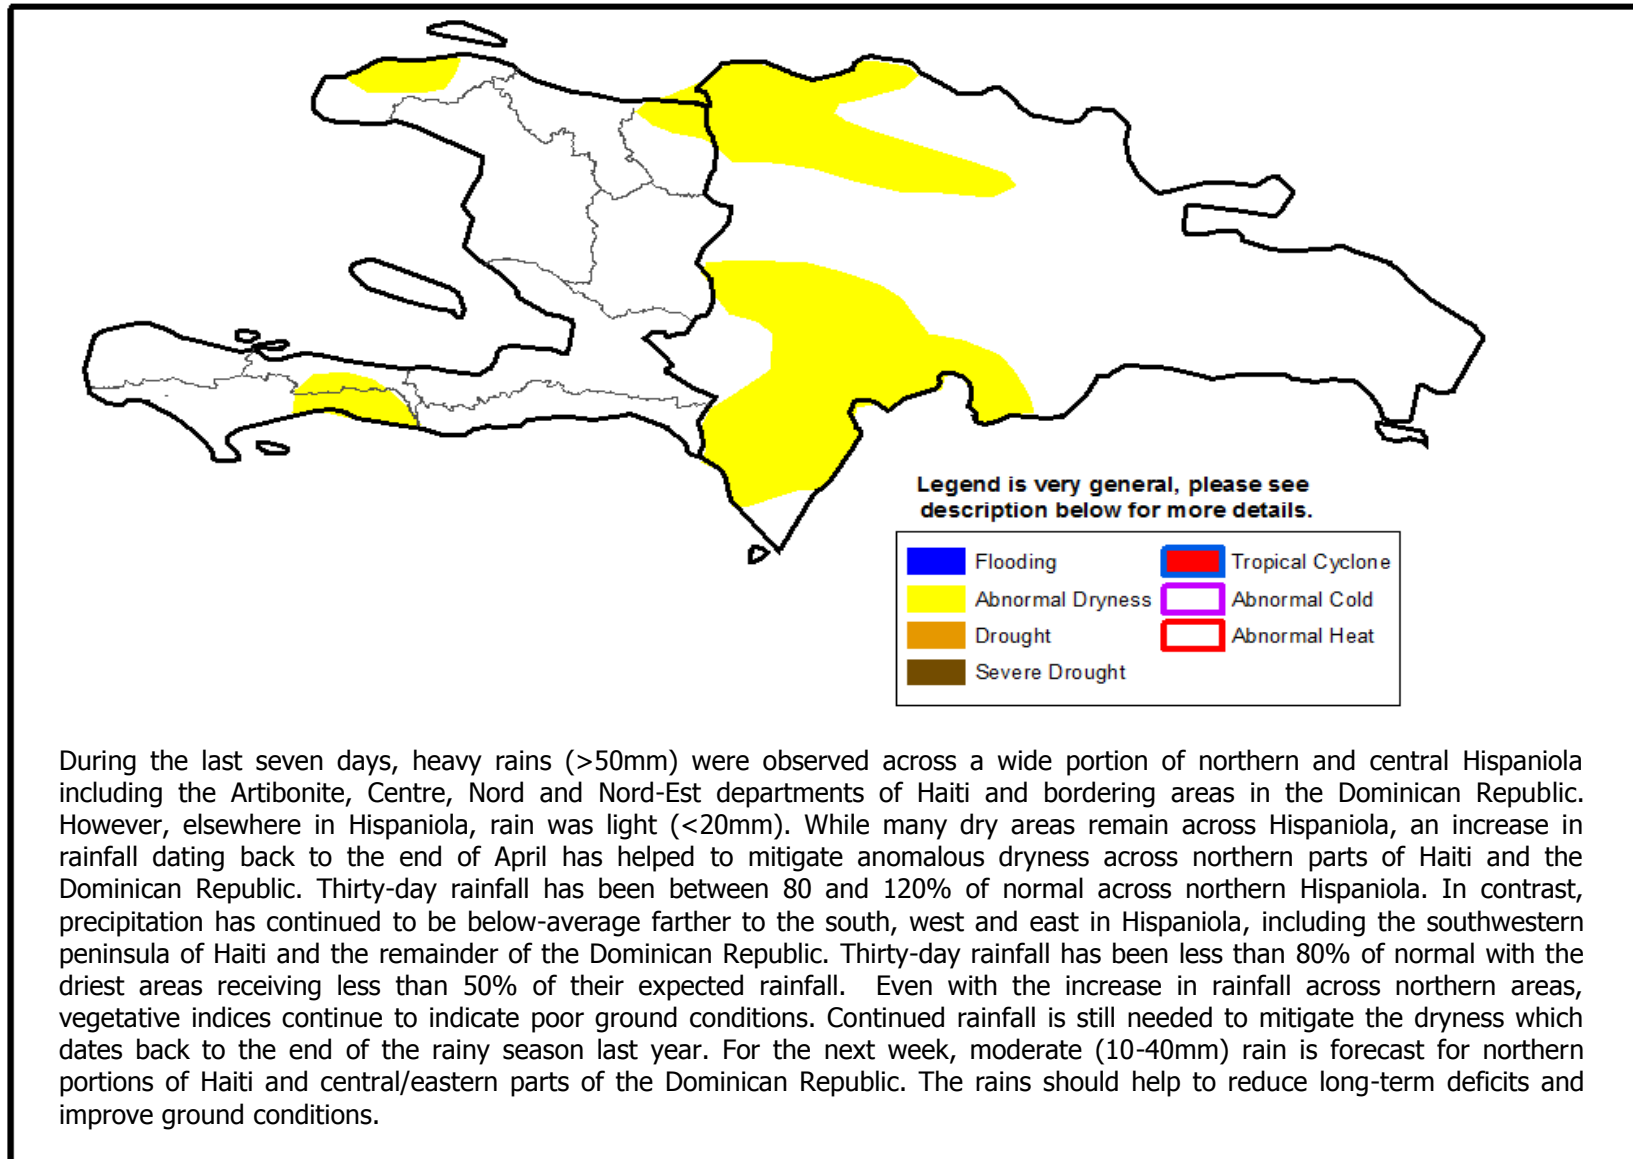 Legend is very general, please see
description below for more details.
Flooding
Tropical Cyclone
Abnormal Dryness
Abnormal Cold
Drought
Abnormal Heat
Severe Drought
During the last seven days, heavy rains (>50mm) were observed across a wide portion of northern and central Hispaniola
including the Artibonite, Centre, Nord and Nord-Est departments of Haiti and bordering areas in the Dominican Republic.
However, elsewhere in Hispaniola, rain was light (<20mm). While many dry areas remain across Hispaniola, an increase in
rainfall dating back to the end of April has helped to mitigate anomalous dryness across northern parts of Haiti and the
Dominican Republic. Thirty-day rainfall has been between 80 and 120% of normal across northern Hispaniola. In contrast,
precipitation has continued to be below-average farther to the south, west and east in Hispaniola, including the southwestern
peninsula of Haiti and the remainder of the Dominican Republic. Thirty-day rainfall has been less than 80% of normal with the
driest areas receiving less than 50% of their expected rainfall. Even with the increase in rainfall across northern areas,
vegetative indices continue to indicate poor ground conditions. Continued rainfall is still needed to mitigate the dryness which
dates back to the end of the rainy season last year. For the next week, moderate (10-40mm) rain is forecast for northern
portions of Haiti and central/eastern parts of the Dominican Republic. The rains should help to reduce long-term deficits and
improve ground conditions.